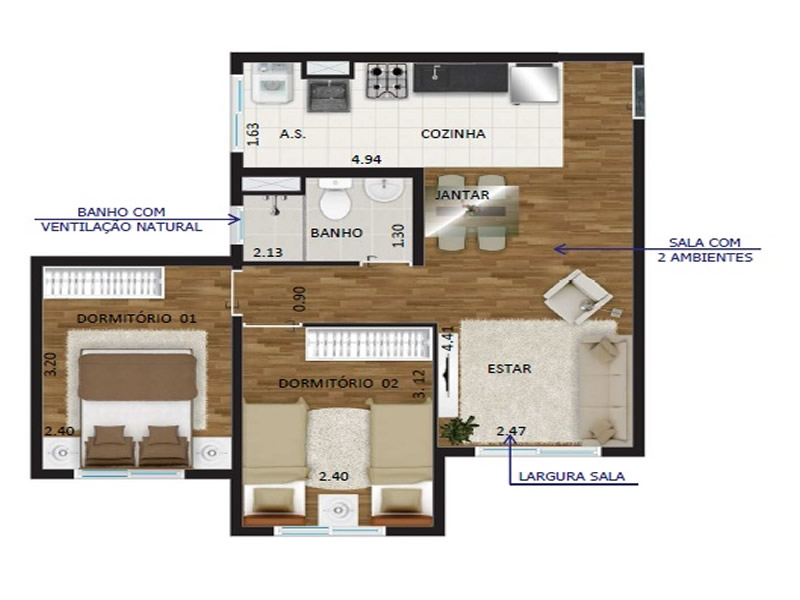 1.63
A.S.
COZINHA
4.94
JANTAR
BANHO COM
VENTILAÇÃO NATURAL
BANHO
1.30
2.13
SALA COM
2 AMBIENTES
0.90
DORMITÓRIO 01
3.20
2.40
DORMITÓRIO 02
3.12
2.40
4.41
ESTAR
2.47
LARGURA SALA